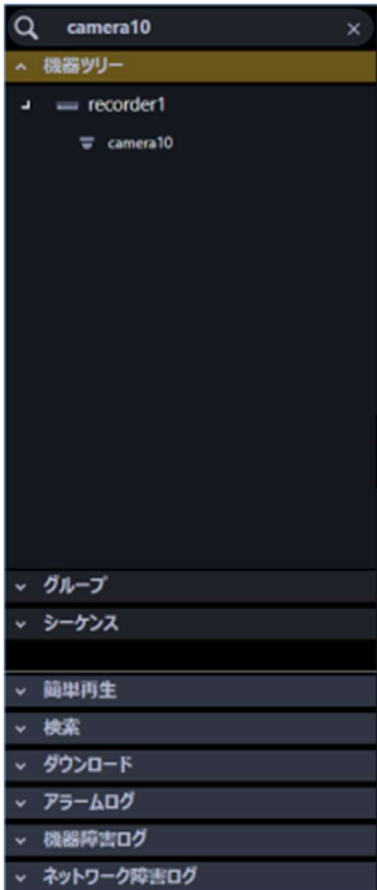 camera10
機器ツリー
recorder1
camera10
グループ
シーケンス
簡単再生
検索
ダウンロード
アラームログ
機器障害ログ
ネットワーク障害ログ